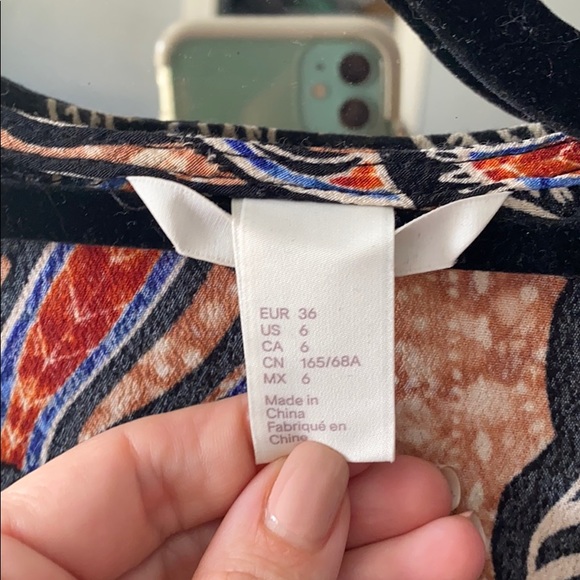 EUR 36
US 6
CA 6
CN 165/68A
MX 6
Made in
China
Fabriqué en
Chine